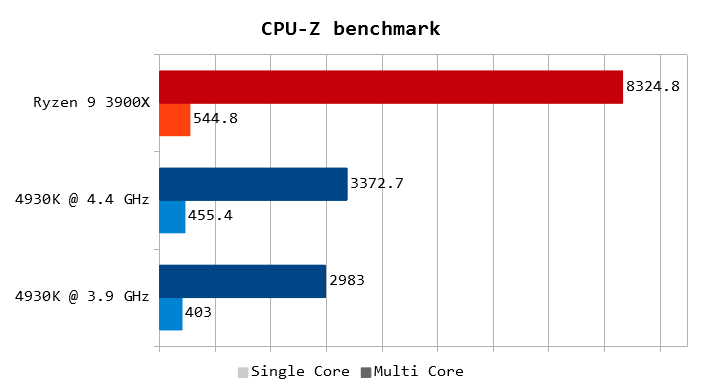 CPU-Z benchmark
Ryzen 9 3900X
8324.8
544.8
4930K @ 4.4 GHz
3372.7
455.4
4930K @ 3.9 GHz
2983
403
Single Core
Multi Core